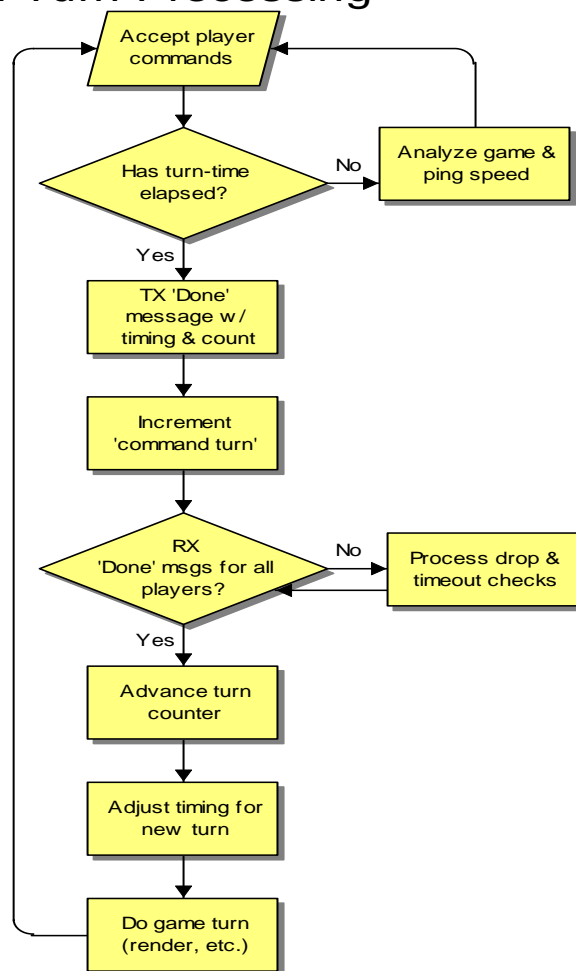 Turn Processing
Accept player
commands
Has turn-time
elapsed?
No
Analyze game &
ping speed
Yes
TX 'Done'
message w/
timing & count
Increment
'command turn'
RX
'Done' msgs for all
players?
No
Process drop &
timeout checks
Yes
Advance turn
counter
Adjust timing for
new turn
Do game turn
(render, etc.)